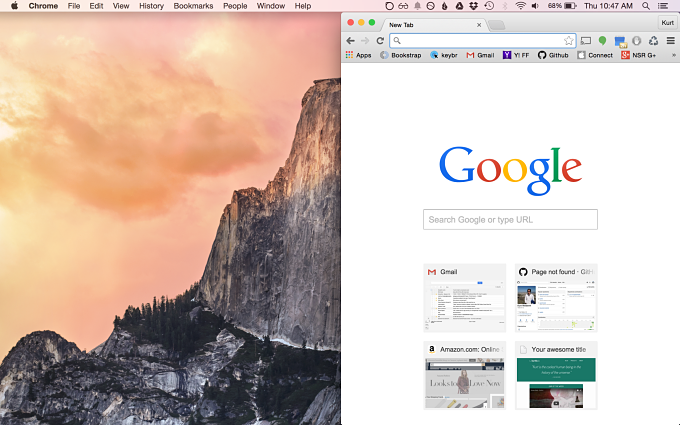 Chrome File Edit View History Bookmarks People Window Help 68% Thu 10:47 AM
New Tab Kurt
Apps Bookstrap keybr Gmail Y! FF Github Connect NSR G+ »
Google
Search Google or type URL
Gmail Page not found · GitH
Amazon.com: Online Your awesome title
Looks to Love Now